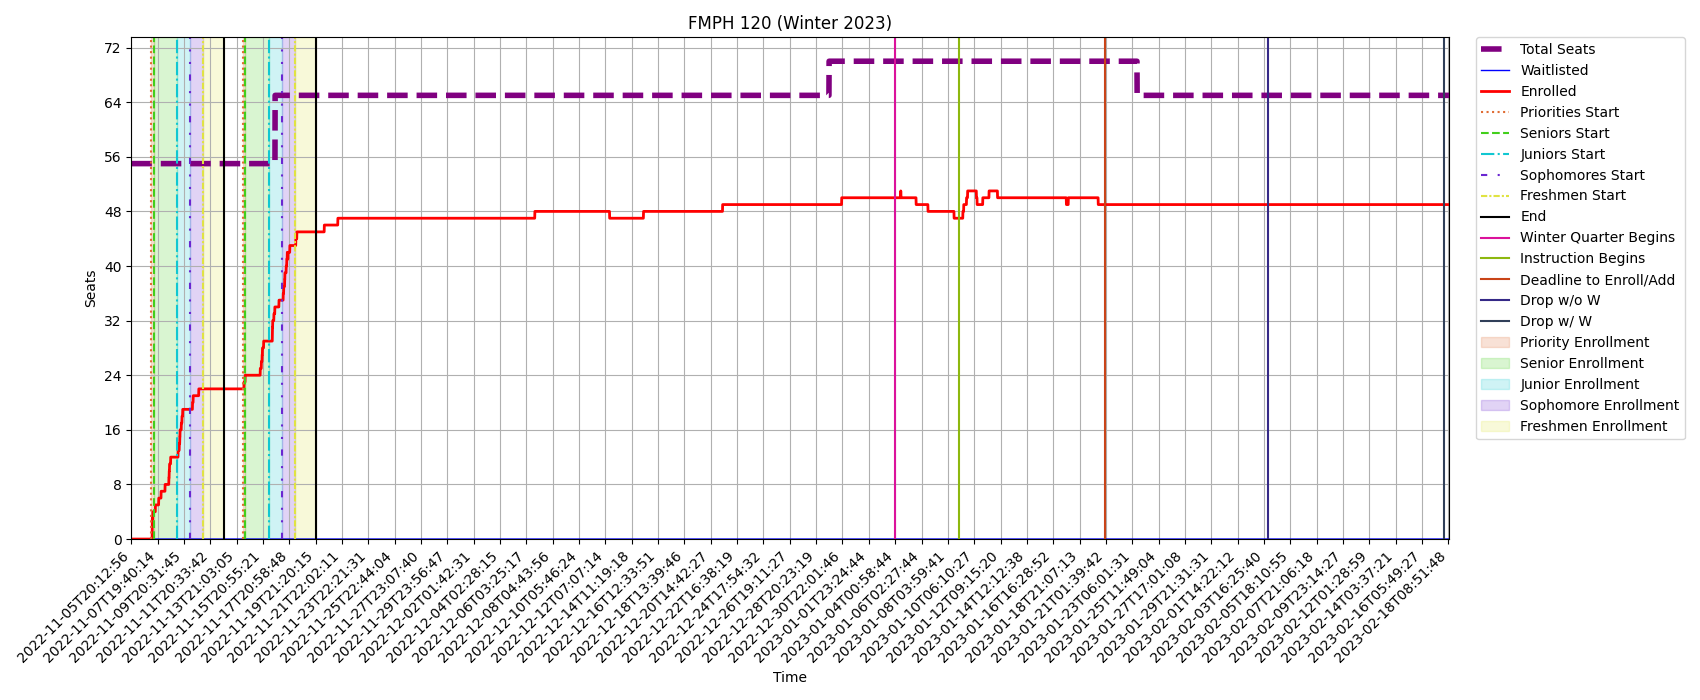 FMPH 120 (Winter 2023)
72
64
56
48
40
32
24
16
8
0
Seats
2022-11-05T20:12:56
2022-11-07T19:40:14
2022-11-09T20:31:45
2022-11-11T20:33:42
2022-11-13T21:03:05
2022-11-15T20:55:21
2022-11-17T20:58:48
2022-11-19T21:20:15
2022-11-21T22:02:11
2022-11-23T22:21:31
2022-11-25T22:44:04
2022-11-27T23:07:40
2022-11-29T23:56:47
2022-12-02T01:42:31
2022-12-04T02:28:15
2022-12-06T03:25:17
2022-12-08T04:43:56
2022-12-10T05:46:24
2022-12-12T07:07:14
2022-12-14T11:19:18
2022-12-16T12:33:51
2022-12-18T13:39:46
2022-12-20T14:42:27
2022-12-22T16:38:19
2022-12-24T17:54:32
2022-12-26T19:11:27
2022-12-28T20:23:19
2022-12-30T22:01:46
2023-01-01T23:24:44
2023-01-04T00:58:44
2023-01-06T02:27:44
2023-01-08T03:59:41
2023-01-10T06:10:27
2023-01-12T09:15:20
2023-01-14T12:12:38
2023-01-16T16:28:52
2023-01-18T21:07:13
2023-01-21T01:39:42
2023-01-23T06:01:31
2023-01-25T11:49:04
2023-01-27T17:01:08
2023-01-29T21:31:31
2023-02-01T14:22:12
2023-02-03T16:25:40
2023-02-05T18:10:55
2023-02-07T21:06:18
2023-02-09T23:14:27
2023-02-12T01:28:59
2023-02-14T03:37:21
2023-02-16T05:49:27
2023-02-18T08:51:48
Time
Total Seats
Waitlisted
Enrolled
Priorities Start
Seniors Start
Juniors Start
Sophomores Start
Freshmen Start
End
Winter Quarter Begins
Instruction Begins
Deadline to Enroll/Add
Drop w/o W
Drop w/ W
Priority Enrollment
Senior Enrollment
Junior Enrollment
Sophomore Enrollment
Freshmen Enrollment